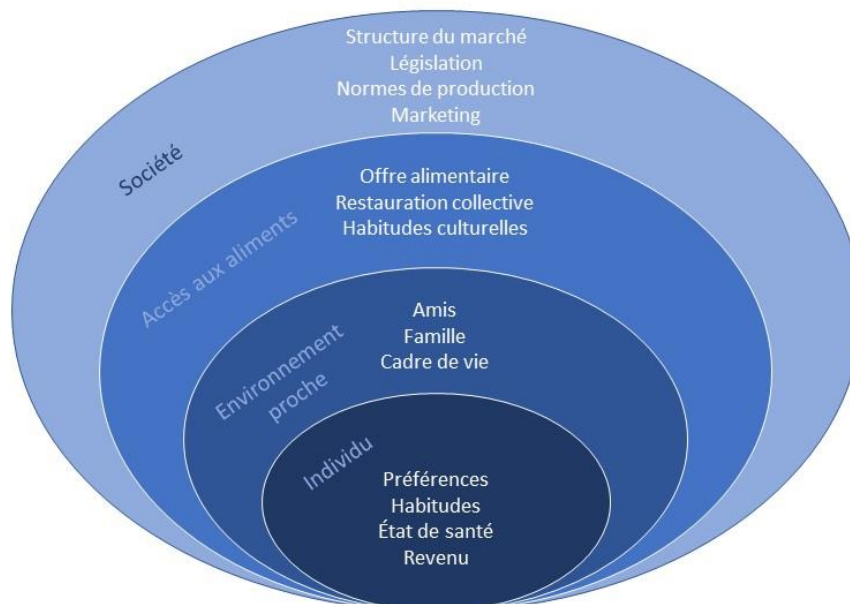 Structure du marché
Législation
Normes de production
Marketing
Société
Offre alimentaire
Restauration collective
Habitudes culturelles
Accès aux aliments
Amis
Famille
Cadre de vie
Environnement
proche
Individu
Préférences
Habitudes
État de santé
Revenu